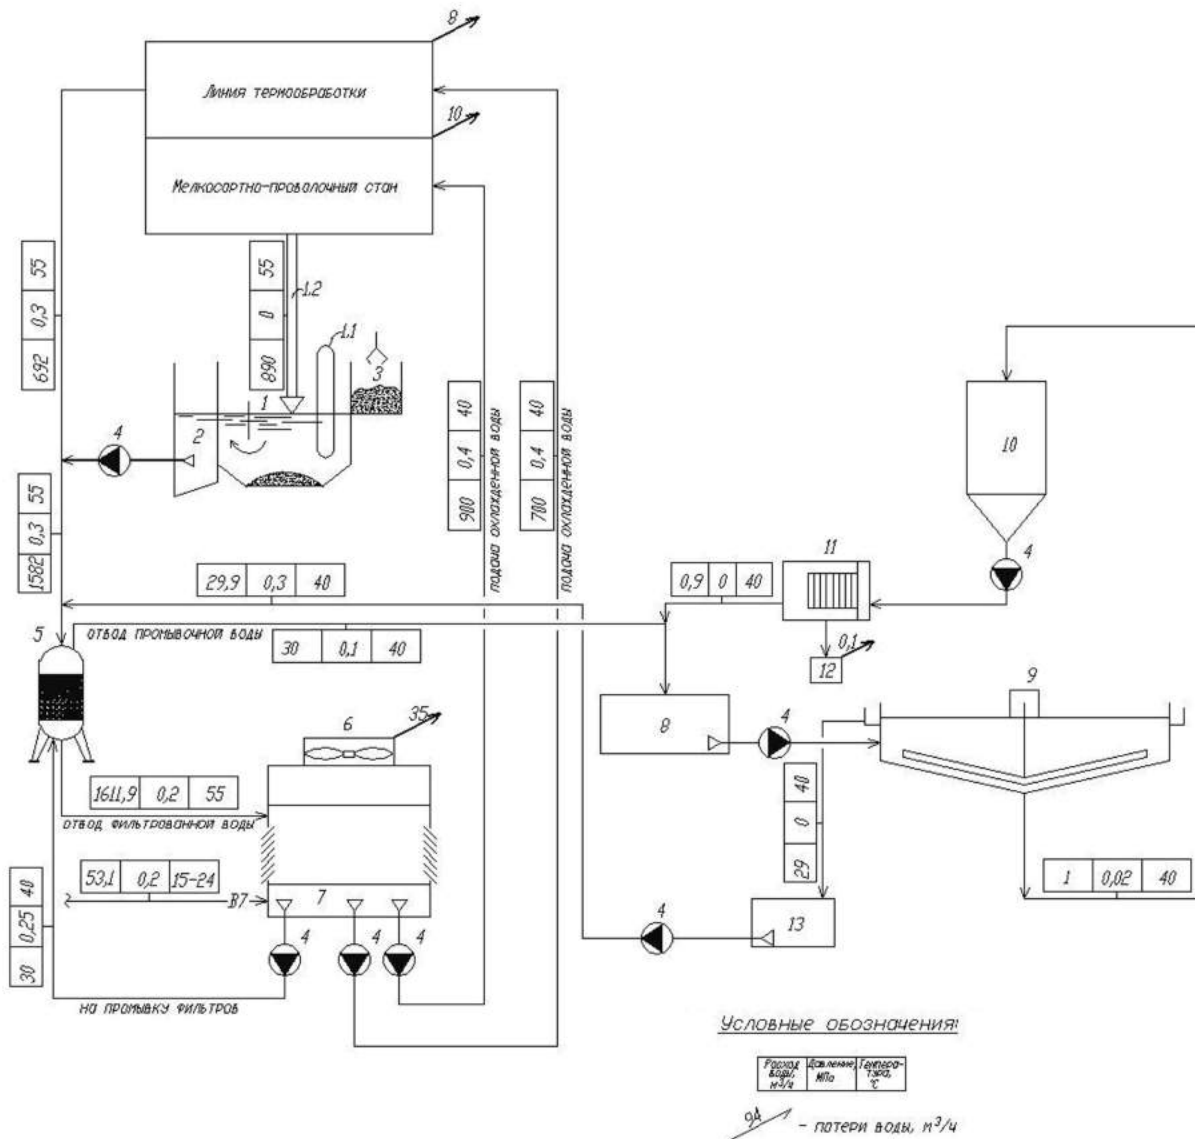 8
Линия термообработки
10
Мелкосортно-проволочный стан
692 0,3 55
890 0 55
1.2
1.1
1
2
3
4
900 0,4 40
подача охлажденной воды
700 0,4 40
подача охлажденной воды
1582 0,3 55
10
4
11
0,9 0 40
29,9 0,3 40
5
отвод промывочной воды
30 0,1 40
0,1
12
9
8
4
6
35
1611,9 0,2 55
отвод фильтрованной воды
29 0 40
53,1 0,2 15-24
В7
7
30 0,25 40
1 0,02 40
13
4
4
4
4
на промывку фильтров
Условные обозначения:
Расход воды, м³/ч
Давление, МПа
Темпера-тура, °С
9,4
- потери воды, м³/ч